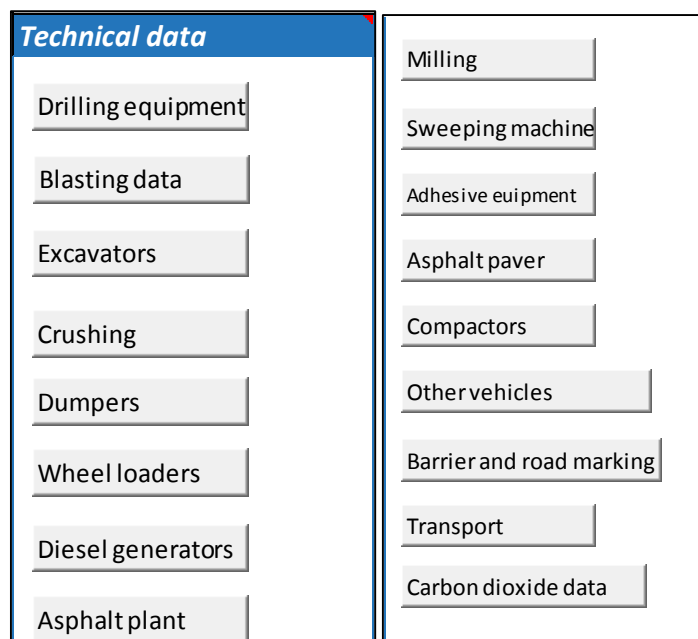 Technical data
Drilling equipment
Blasting data
Excavators
Crushing
Dumpers
Wheel loaders
Diesel generators
Asphalt plant
Milling
Sweeping machine
Adhesive euipment
Asphalt paver
Compactors
Other vehicles
Barrier and road marking
Transport
Carbon dioxide data